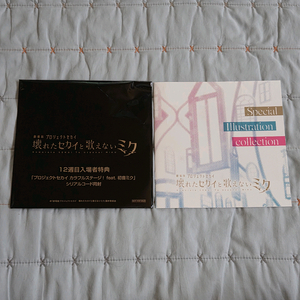 劇場版 プロジェクトセカイ
壊れたセカイと歌えないミク
12週目入場者特典
「プロジェクトセカイ カラフルステージ! feat. 初音ミク」
シリアルコード同封
Special
Illustration
collection
劇場版 プロジェクトセカイ
壊れたセカイと歌えないミク